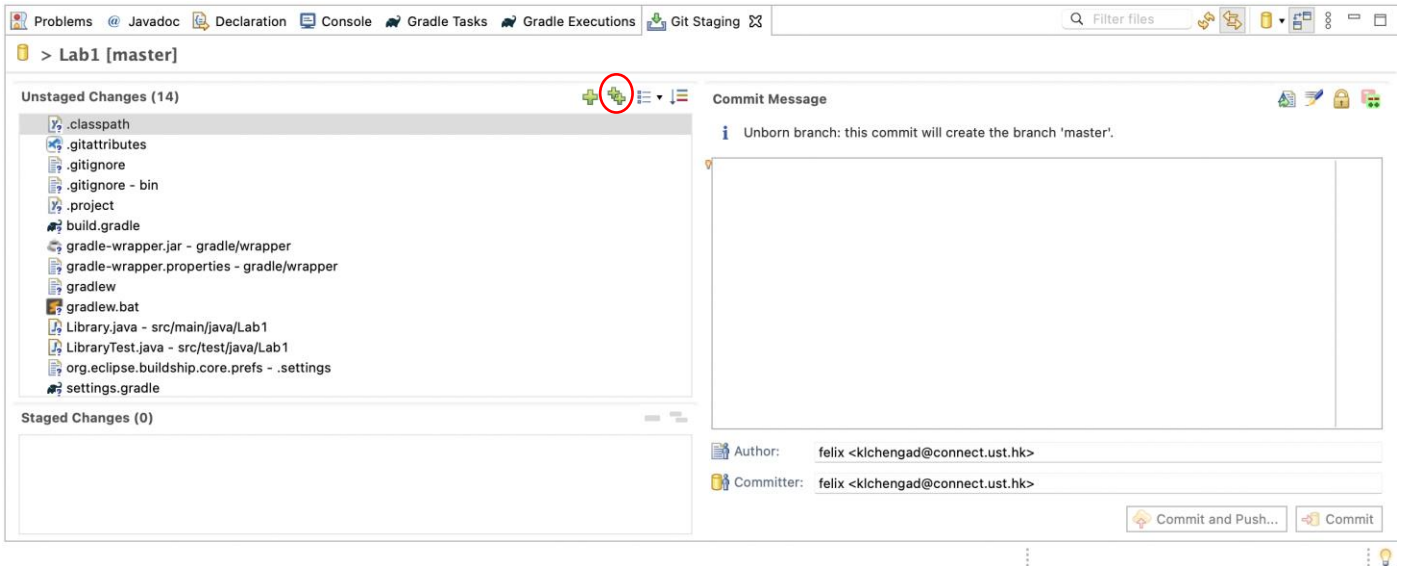 Problems @ Javadoc Declaration Console Gradle Tasks Gradle Executions Git Staging Filter files
> Lab1 [master]
Unstaged Changes (14)
.classpath
.gitattributes
.gitignore
.gitignore - bin
.project
build.gradle
gradle-wrapper.jar - gradle/wrapper
gradle-wrapper.properties - gradle/wrapper
gradlew
gradlew.bat
Library.java - src/main/java/Lab1
LibraryTest.java - src/test/java/Lab1
org.eclipse.buildship.core.prefs - .settings
settings.gradle
Staged Changes (0)
Commit Message
Unborn branch: this commit will create the branch 'master'.
Author: felix <klchengad@connect.ust.hk>
Committer: felix <klchengad@connect.ust.hk>
Commit and Push... Commit